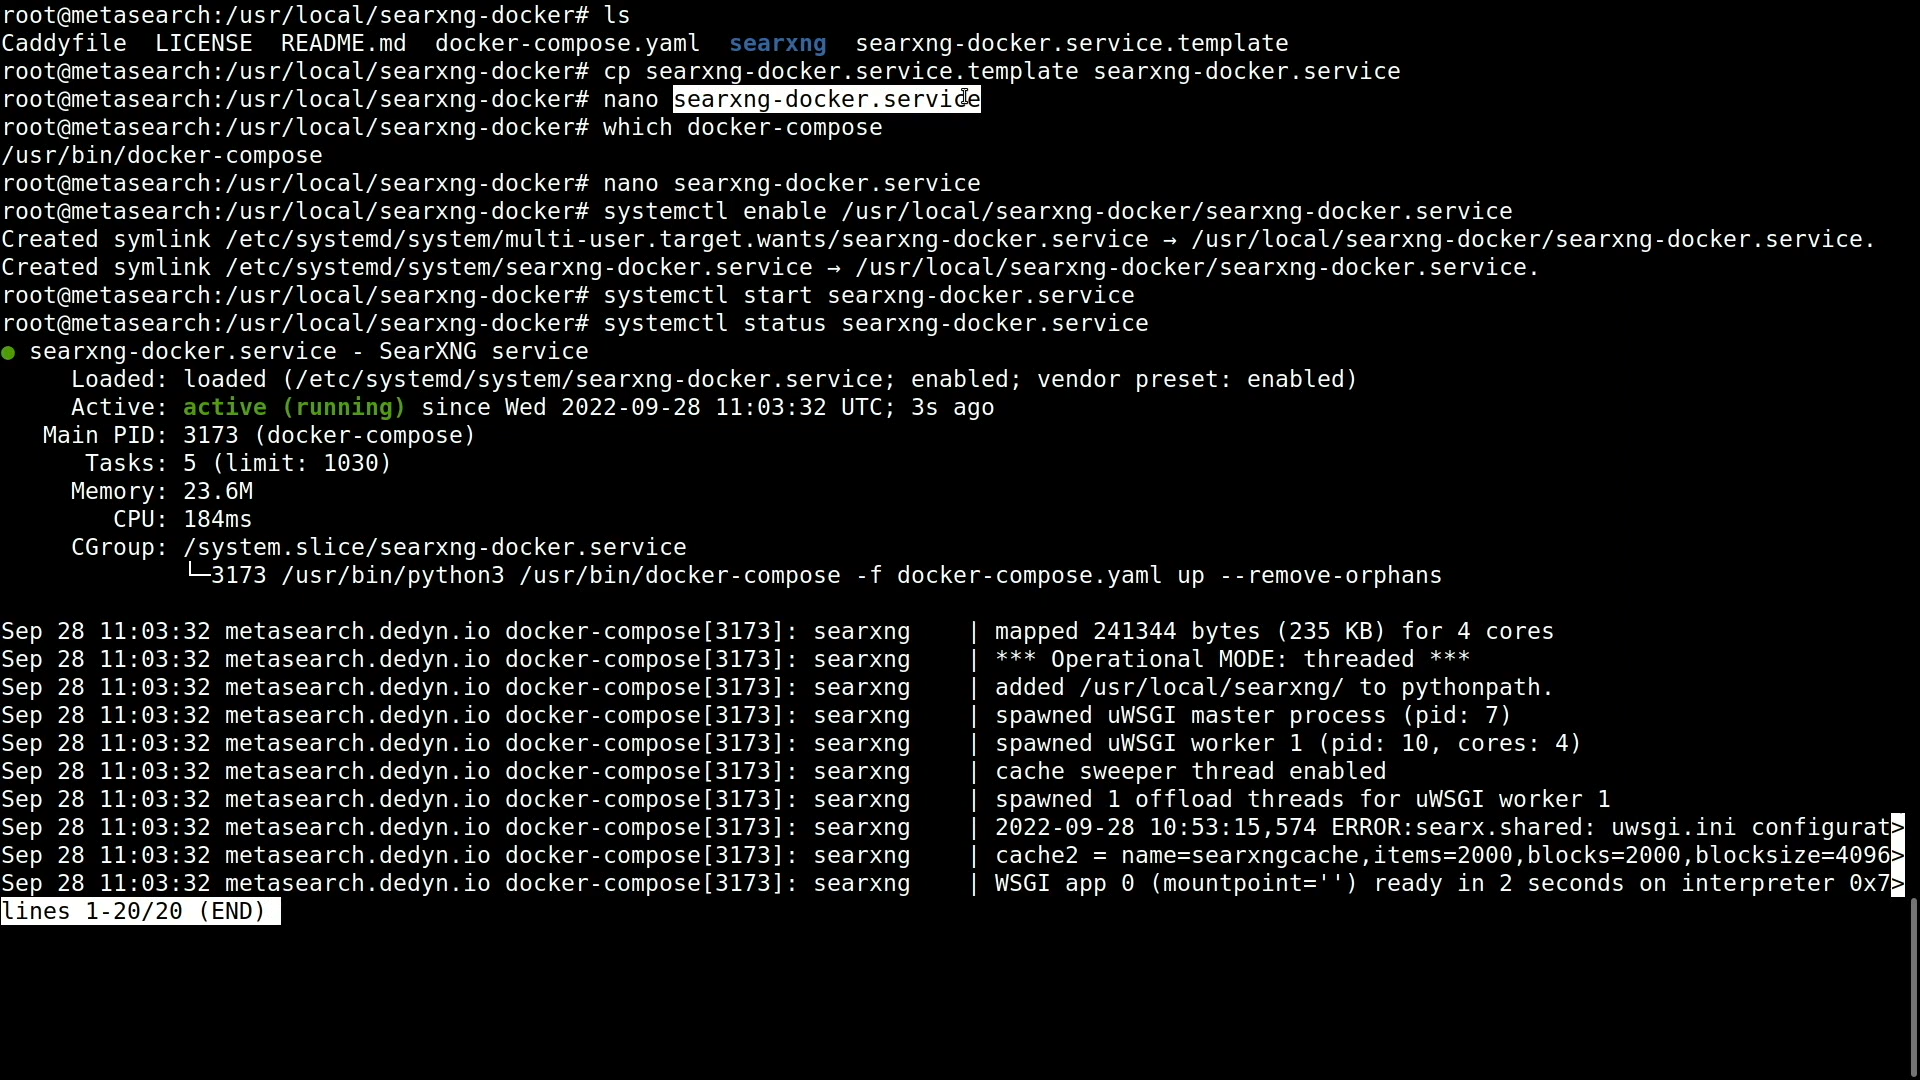 root@metasearch:/usr/local/searxng-docker# ls
Caddyfile  LICENSE  README.md  docker-compose.yaml  searxng  searxng-docker.service.template
root@metasearch:/usr/local/searxng-docker# cp searxng-docker.service.template searxng-docker.service
root@metasearch:/usr/local/searxng-docker# nano searxng-docker.service
root@metasearch:/usr/local/searxng-docker# which docker-compose
/usr/bin/docker-compose
root@metasearch:/usr/local/searxng-docker# nano searxng-docker.service
root@metasearch:/usr/local/searxng-docker# systemctl enable /usr/local/searxng-docker/searxng-docker.service
Created symlink /etc/systemd/system/multi-user.target.wants/searxng-docker.service → /usr/local/searxng-docker/searxng-docker.service.
Created symlink /etc/systemd/system/searxng-docker.service → /usr/local/searxng-docker/searxng-docker.service.
root@metasearch:/usr/local/searxng-docker# systemctl start searxng-docker.service
root@metasearch:/usr/local/searxng-docker# systemctl status searxng-docker.service
● searxng-docker.service - SearXNG service
     Loaded: loaded (/etc/systemd/system/searxng-docker.service; enabled; vendor preset: enabled)
     Active: active (running) since Wed 2022-09-28 11:03:32 UTC; 3s ago
   Main PID: 3173 (docker-compose)
      Tasks: 5 (limit: 1030)
     Memory: 23.6M
        CPU: 184ms
     CGroup: /system.slice/searxng-docker.service
             └─3173 /usr/bin/python3 /usr/bin/docker-compose -f docker-compose.yaml up --remove-orphans
Sep 28 11:03:32 metasearch.dedyn.io docker-compose[3173]: searxng    | mapped 241344 bytes (235 KB) for 4 cores
Sep 28 11:03:32 metasearch.dedyn.io docker-compose[3173]: searxng    | *** Operational MODE: threaded ***
Sep 28 11:03:32 metasearch.dedyn.io docker-compose[3173]: searxng    | added /usr/local/searxng/ to pythonpath.
Sep 28 11:03:32 metasearch.dedyn.io docker-compose[3173]: searxng    | spawned uWSGI master process (pid: 7)
Sep 28 11:03:32 metasearch.dedyn.io docker-compose[3173]: searxng    | spawned uWSGI worker 1 (pid: 10, cores: 4)
Sep 28 11:03:32 metasearch.dedyn.io docker-compose[3173]: searxng    | cache sweeper thread enabled
Sep 28 11:03:32 metasearch.dedyn.io docker-compose[3173]: searxng    | spawned 1 offload threads for uWSGI worker 1
Sep 28 11:03:32 metasearch.dedyn.io docker-compose[3173]: searxng    | 2022-09-28 10:53:15,574 ERROR:searx.shared: uwsgi.ini configurat>
Sep 28 11:03:32 metasearch.dedyn.io docker-compose[3173]: searxng    | cache2 = name=searxngcache,items=2000,blocks=2000,blocksize=4096>
Sep 28 11:03:32 metasearch.dedyn.io docker-compose[3173]: searxng    | WSGI app 0 (mountpoint='') ready in 2 seconds on interpreter 0x7>
lines 1-20/20 (END)